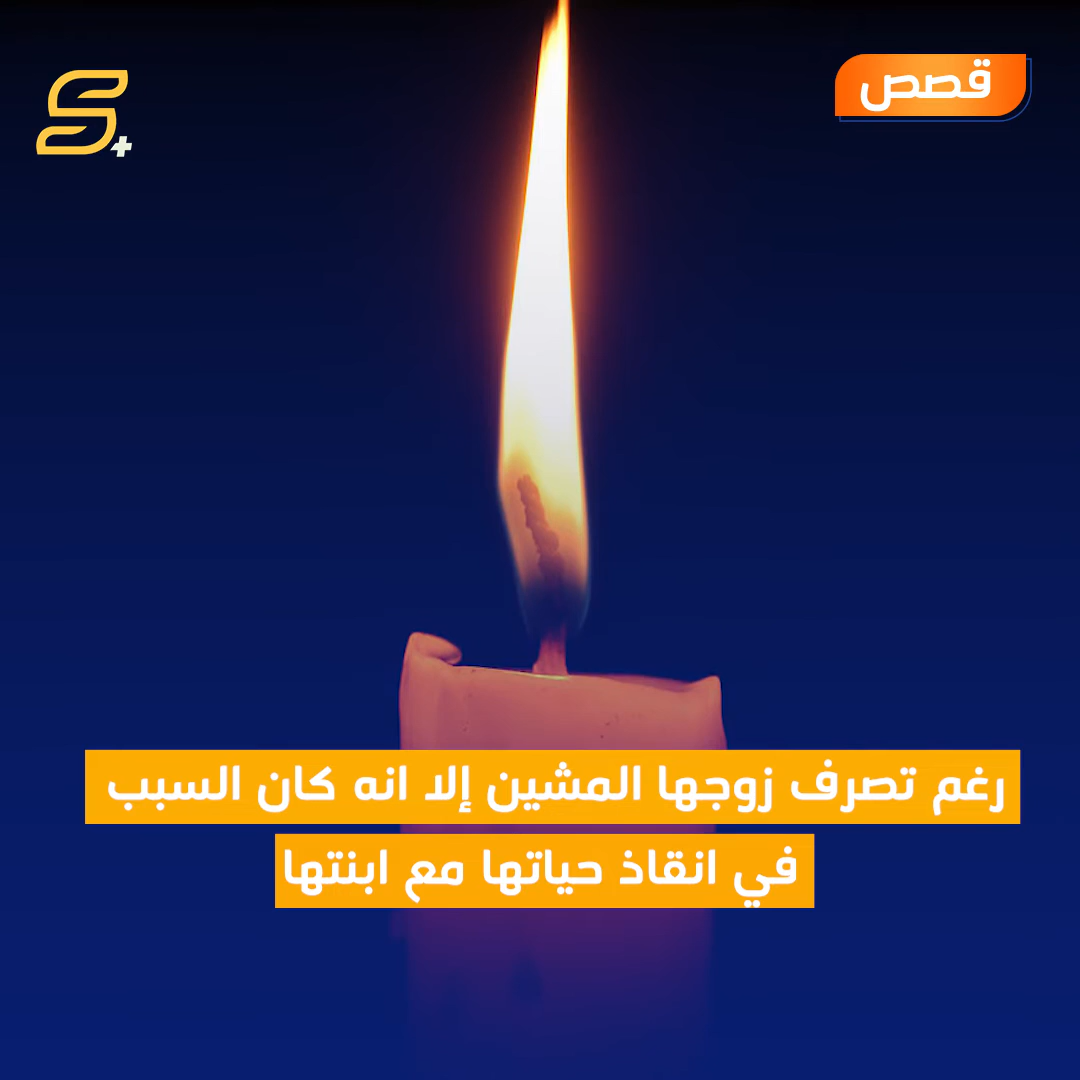 قصص
S+
رغم تصرف زوجها المشين إلا انه كان السبب
في انقاذ حياتها مع ابنتها